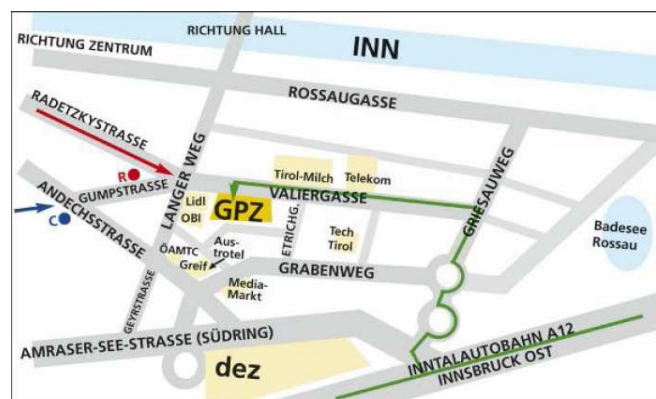 RICHTUNG HALL
INN
RICHTUNG ZENTRUM
ROSSAUGASSE
RADETZKYSTRASSE
LANGER WEG
GRIESAUWEG
Tirol-Milch
Telekom
R
GUMPSTRASSE
VALIERGASSE
Lidl
OBI
GPZ
ANDECHSSTRASSE
C
ETRICHG.
Tech
Tirol
Badesee
Rossau
ÖAMTC
Greif
Aus-
trotel
GRABENWEG
Media-
Markt
GEYRSTRASSE
AMRASER-SEE-STRASSE (SÜDRING)
dez
INNTALAUTOBAHN A12
INNSBRUCK OST